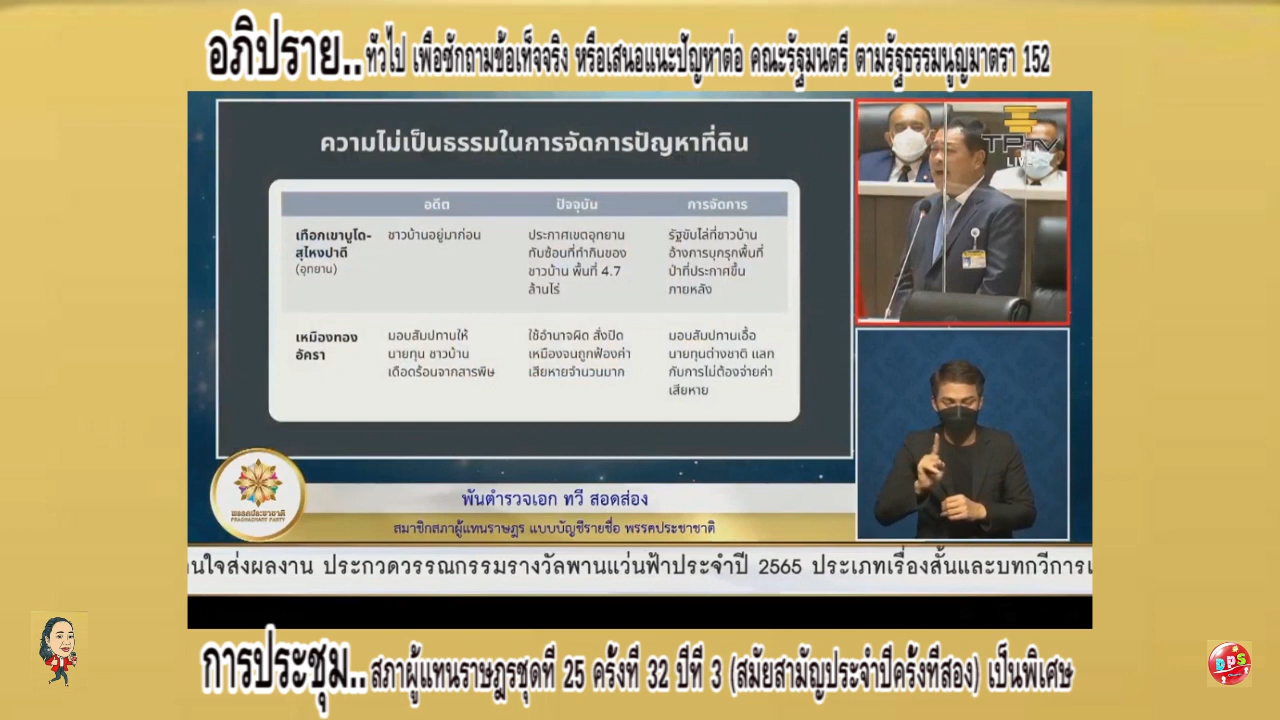 อภิปราย..ทั่วไป เพื่อซักถามข้อเท็จจริง หรือเสนอแนะปัญหาต่อ คณะรัฐมนตรี ตามรัฐธรรมนูญมาตรา 152
ความไม่เป็นธรรมในการจัดการปัญหาที่ดิน
TPTV
LIVE
อดีต ปัจจุบัน การจัดการ
เทือกเขาบูโด- ชาวบ้านอยู่มาก่อน ประกาศเขตอุทยาน รัฐขับไล่ที่ชาวบ้าน
สุไหงปาดี ทับซ้อนที่ทำกินของ อ้างการบุกรุกพื้นที่
(อุทยาน) ชาวบ้าน พื้นที่ 4.7 ป่าที่ประกาศขึ้น
ล้านไร่ ภายหลัง
เหมืองทอง มอบสัมปทานให้ ใช้อำนาจผิด สั่งปิด มอบสัมปทานเอื้อ
อัครา นายทุน ชาวบ้าน เหมืองจนถูกฟ้องค่า นายทุนต่างชาติ แลก
เดือดร้อนจากสารพิษ เสียหายจำนวนมาก กับการไม่ต้องจ่ายค่า
เสียหาย
พรรคประชาชาติ
PRACHACHART PARTY
พันตำรวจเอก ทวี สอดส่อง
สมาชิกสภาผู้แทนราษฎร แบบบัญชีรายชื่อ พรรคประชาชาติ
นใจส่งผลงาน ประกวดวรรณกรรมรางวัลพานแว่นฟ้าประจำปี 2565 ประเภทเรื่องสั้นและบทกวีการเ
การประชุม..สภาผู้แทนราษฎรชุดที่ 25 ครั้งที่ 32 ปีที่ 3 (สมัยสามัญประจำปีครั้งที่สอง) เป็นพิเศษ
DPS